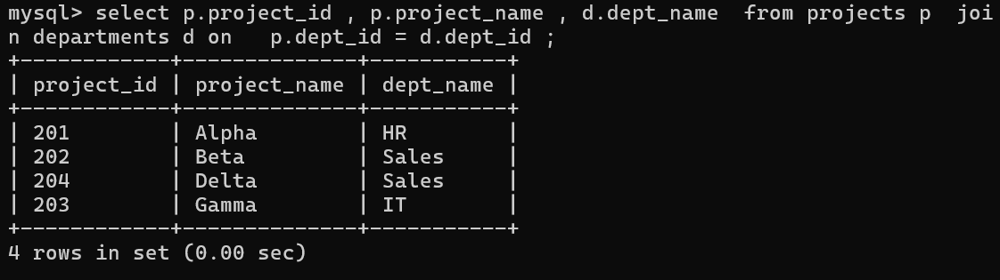 mysql> select p.project_id , p.project_name , d.dept_name  from projects p  joi
n departments d on   p.dept_id = d.dept_id ;
+------------+--------------+-----------+
| project_id | project_name | dept_name |
+------------+--------------+-----------+
| 201        | Alpha        | HR        |
| 202        | Beta         | Sales     |
| 204        | Delta        | Sales     |
| 203        | Gamma        | IT        |
+------------+--------------+-----------+
4 rows in set (0.00 sec)